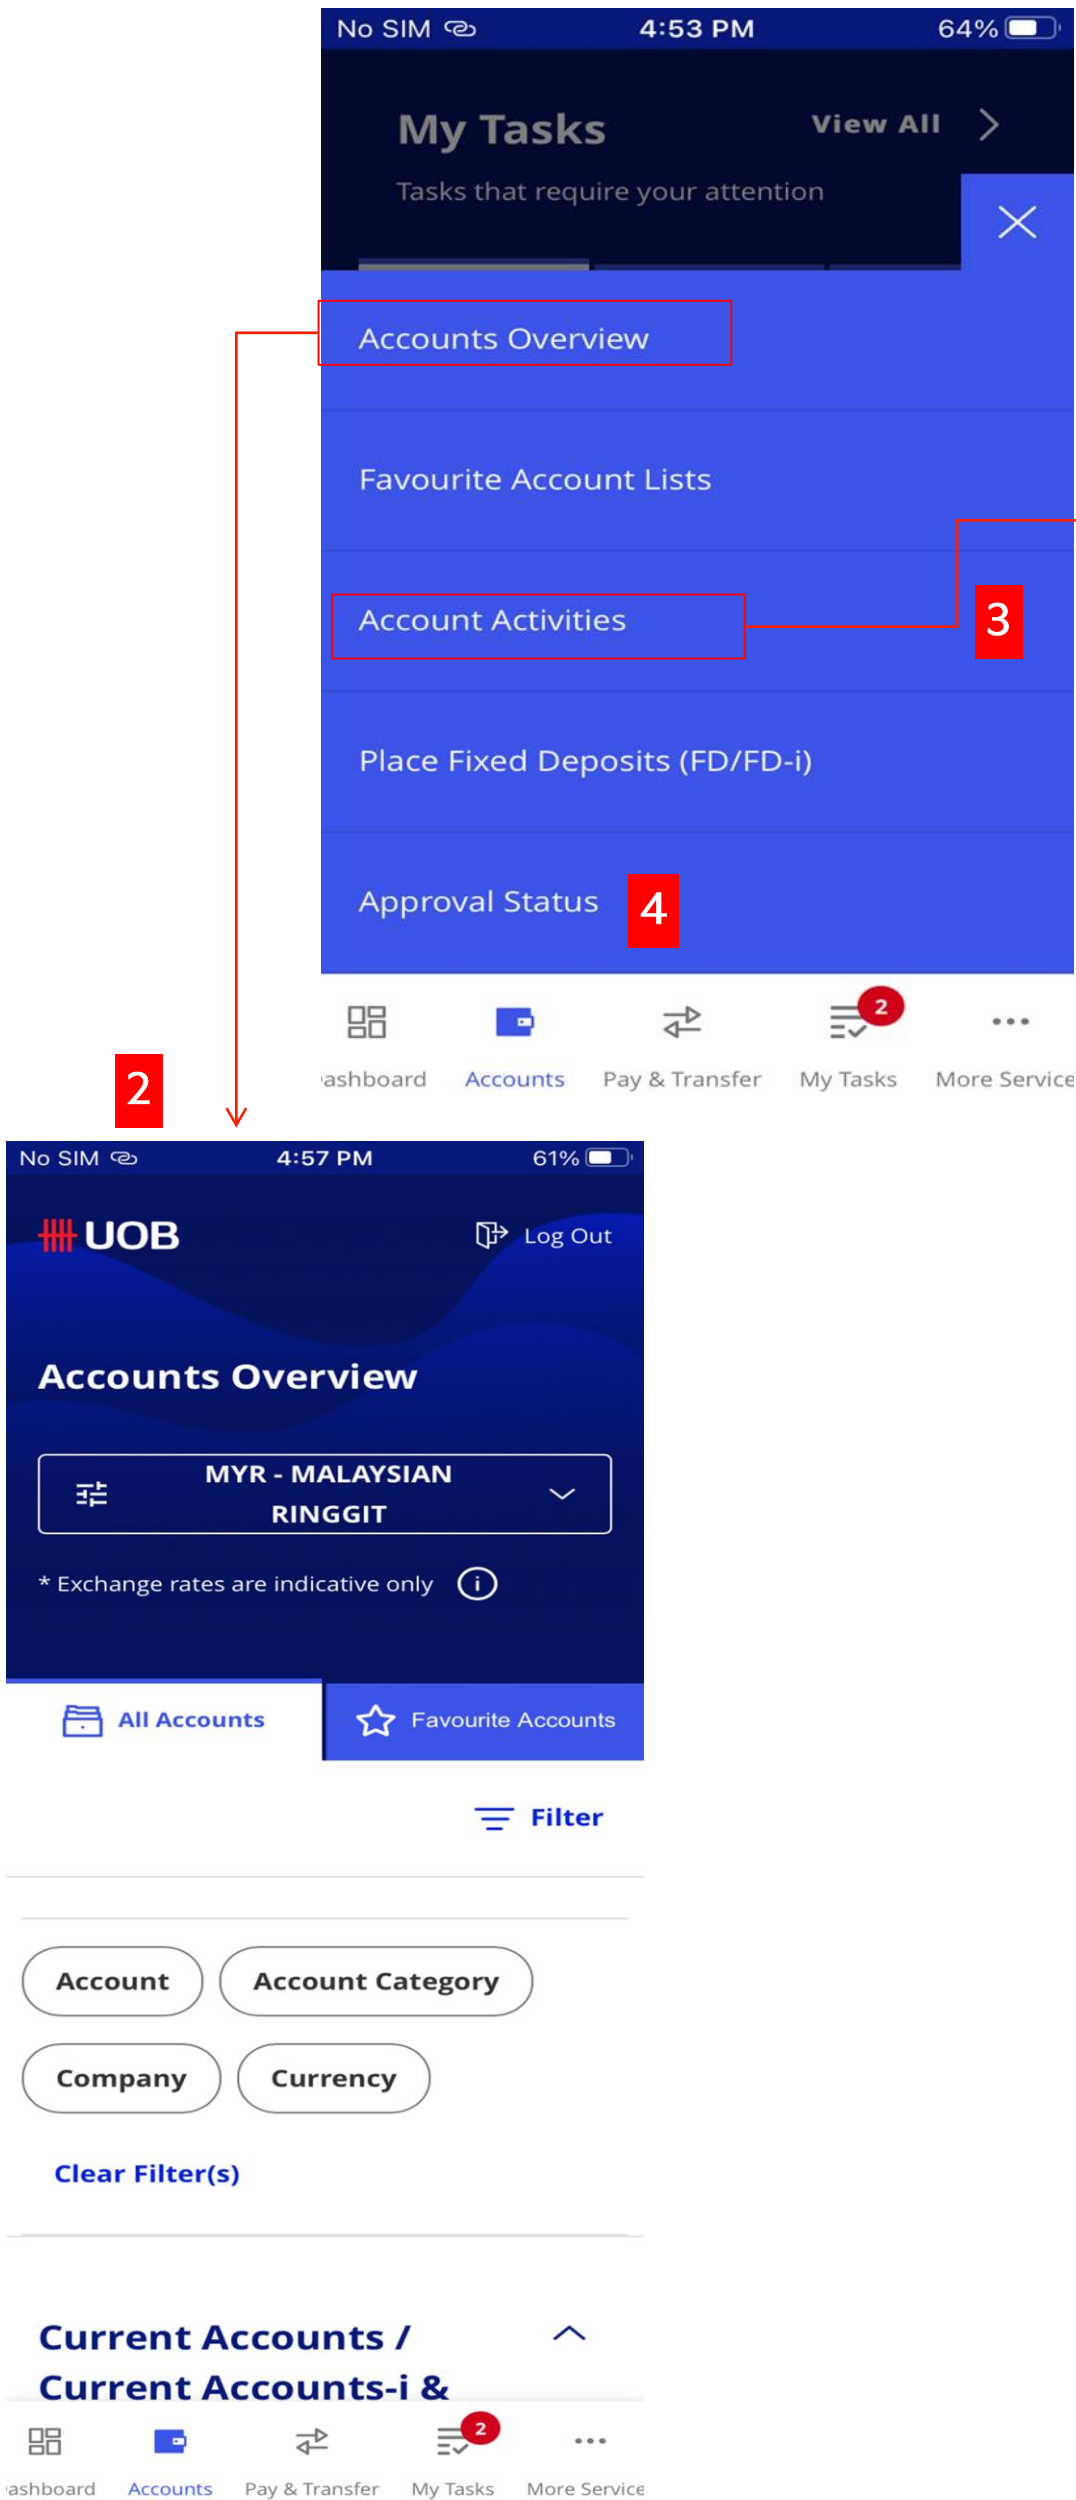 No SIM 4:53 PM 64%
My Tasks View All
Tasks that require your attention
Accounts Overview
Favourite Account Lists
Account Activities
3
Place Fixed Deposits (FD/FD-i)
Approval Status 4
2
ashboard Accounts Pay & Transfer My Tasks More Service
2
No SIM 4:57 PM 61%
UOB Log Out
Accounts Overview
MYR - MALAYSIAN
RINGGIT
* Exchange rates are indicative only
All Accounts Favourite Accounts
Filter
Account Account Category
Company Currency
Clear Filter(s)
Current Accounts /
Current Accounts-i &
2
ashboard Accounts Pay & Transfer My Tasks More Service